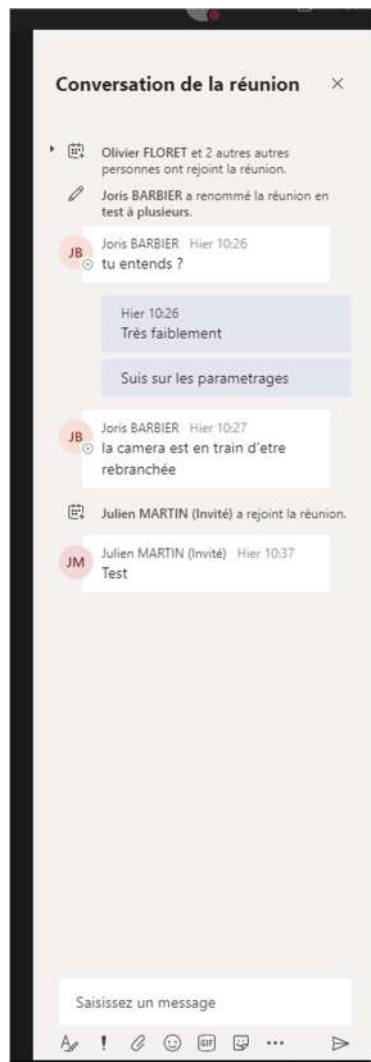 Conversation de la réunion
Olivier FLORET et 2 autres autres
personnes ont rejoint la réunion.
Joris BARBIER a renommé la réunion en
test à plusieurs.
JB
Joris BARBIER Hier 10:26
tu entends ?
Hier 10:26
Très faiblement
Suis sur les parametrages
JB
Joris BARBIER Hier 10:27
la camera est en train d'etre
rebranchée
Julien MARTIN (Invité) a rejoint la réunion.
JM
Julien MARTIN (Invité) Hier 10:37
Test
Saisissez un message
GIF